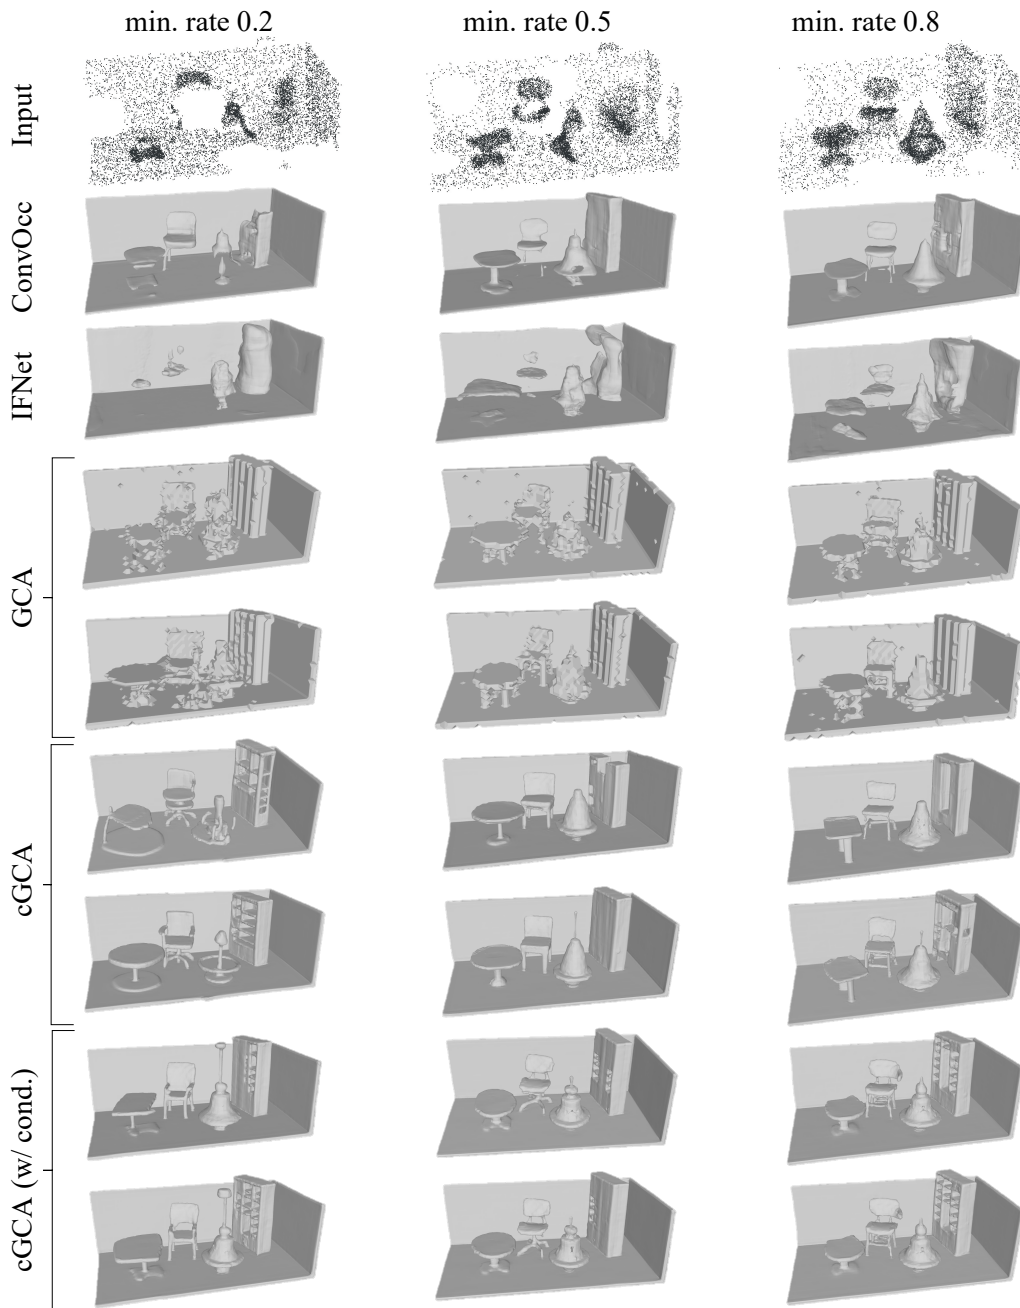 min. rate 0.2
min. rate 0.5
min. rate 0.8
Input
ConvOcc
IFNet
GCA
cGCA
cGCA (w/ cond.)